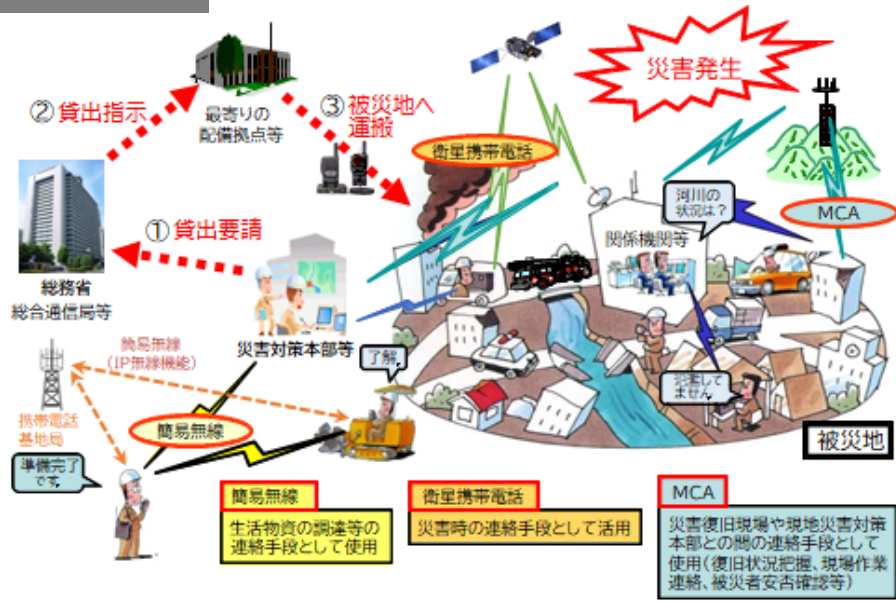 災害発生
② 貸出指示
最寄りの
配備拠点等
③ 被災地へ
運搬
衛星携帯電話
河川の
状況は？
MCA
関係機関等
① 貸出要請
総務省
総合通信局等
災害対策本部等
簡易無線
（IP無線機能）
了解
携帯電話
基地局
簡易無線
氾濫して
ません。
準備完了
です。
被災地
簡易無線
生活物資の調達等の
連絡手段として使用
衛星携帯電話
災害時の連絡手段として活用
MCA
災害復旧現場や現地災害対策
本部との間の連絡手段として
使用（復旧状況把握、現場作業
連絡、被災者安否確認等）